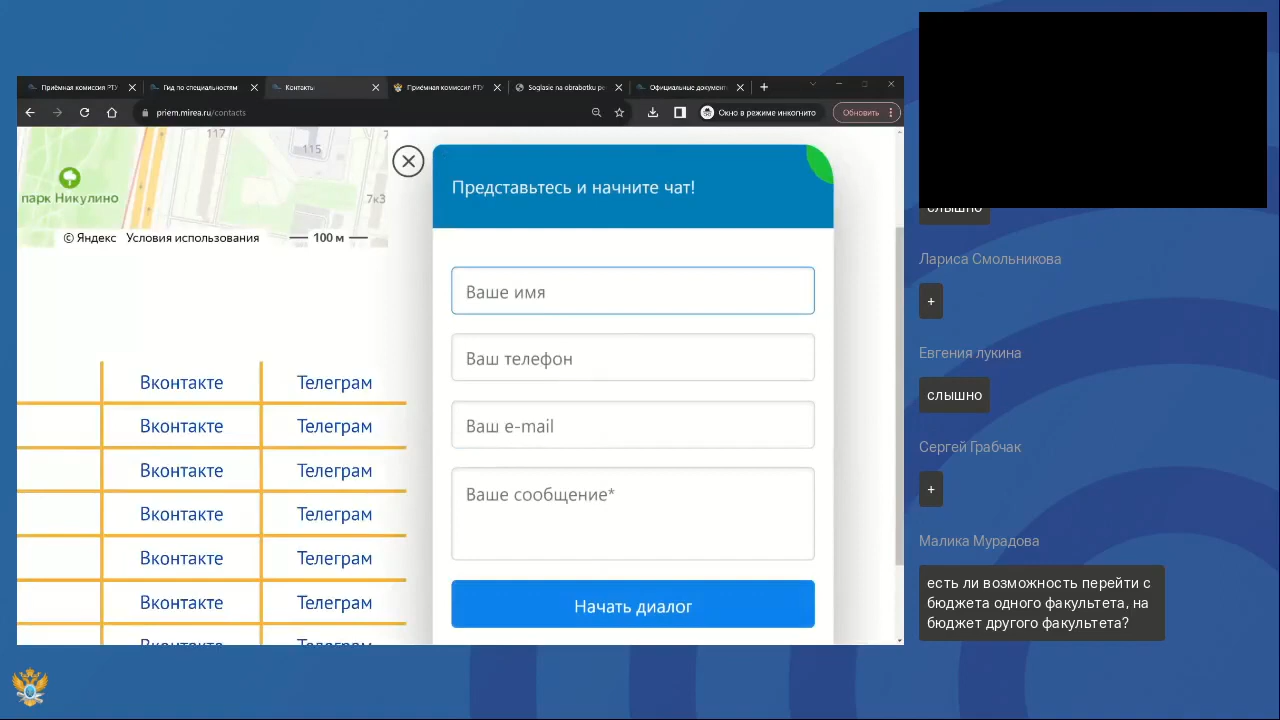 Приёмная комиссия РТУ
Гид по специальностям
Контакты
Приёмная комиссия РТУ
Soglasie na obrabotku pe
Официальные документ
priem.mirea.ru/contacts
Окно в режиме инкогнито
Обновить
117
115
7
парк Никулино
7к3
© Яндекс Условия использования 100 м
Представьтесь и начните чат!
Ваше имя
Ваш телефон
Ваш e-mail
Ваше сообщение*
Начать диалог
Вконтакте Телеграм
Вконтакте Телеграм
Вконтакте Телеграм
Вконтакте Телеграм
Вконтакте Телеграм
Вконтакте Телеграм
Вконтакте Телеграм
слышно
Лариса Смольникова
+
Евгения лукина
слышно
Сергей Грабчак
+
Малика Мурадова
есть ли возможность перейти с
бюджета одного факультета, на
бюджет другого факультета?